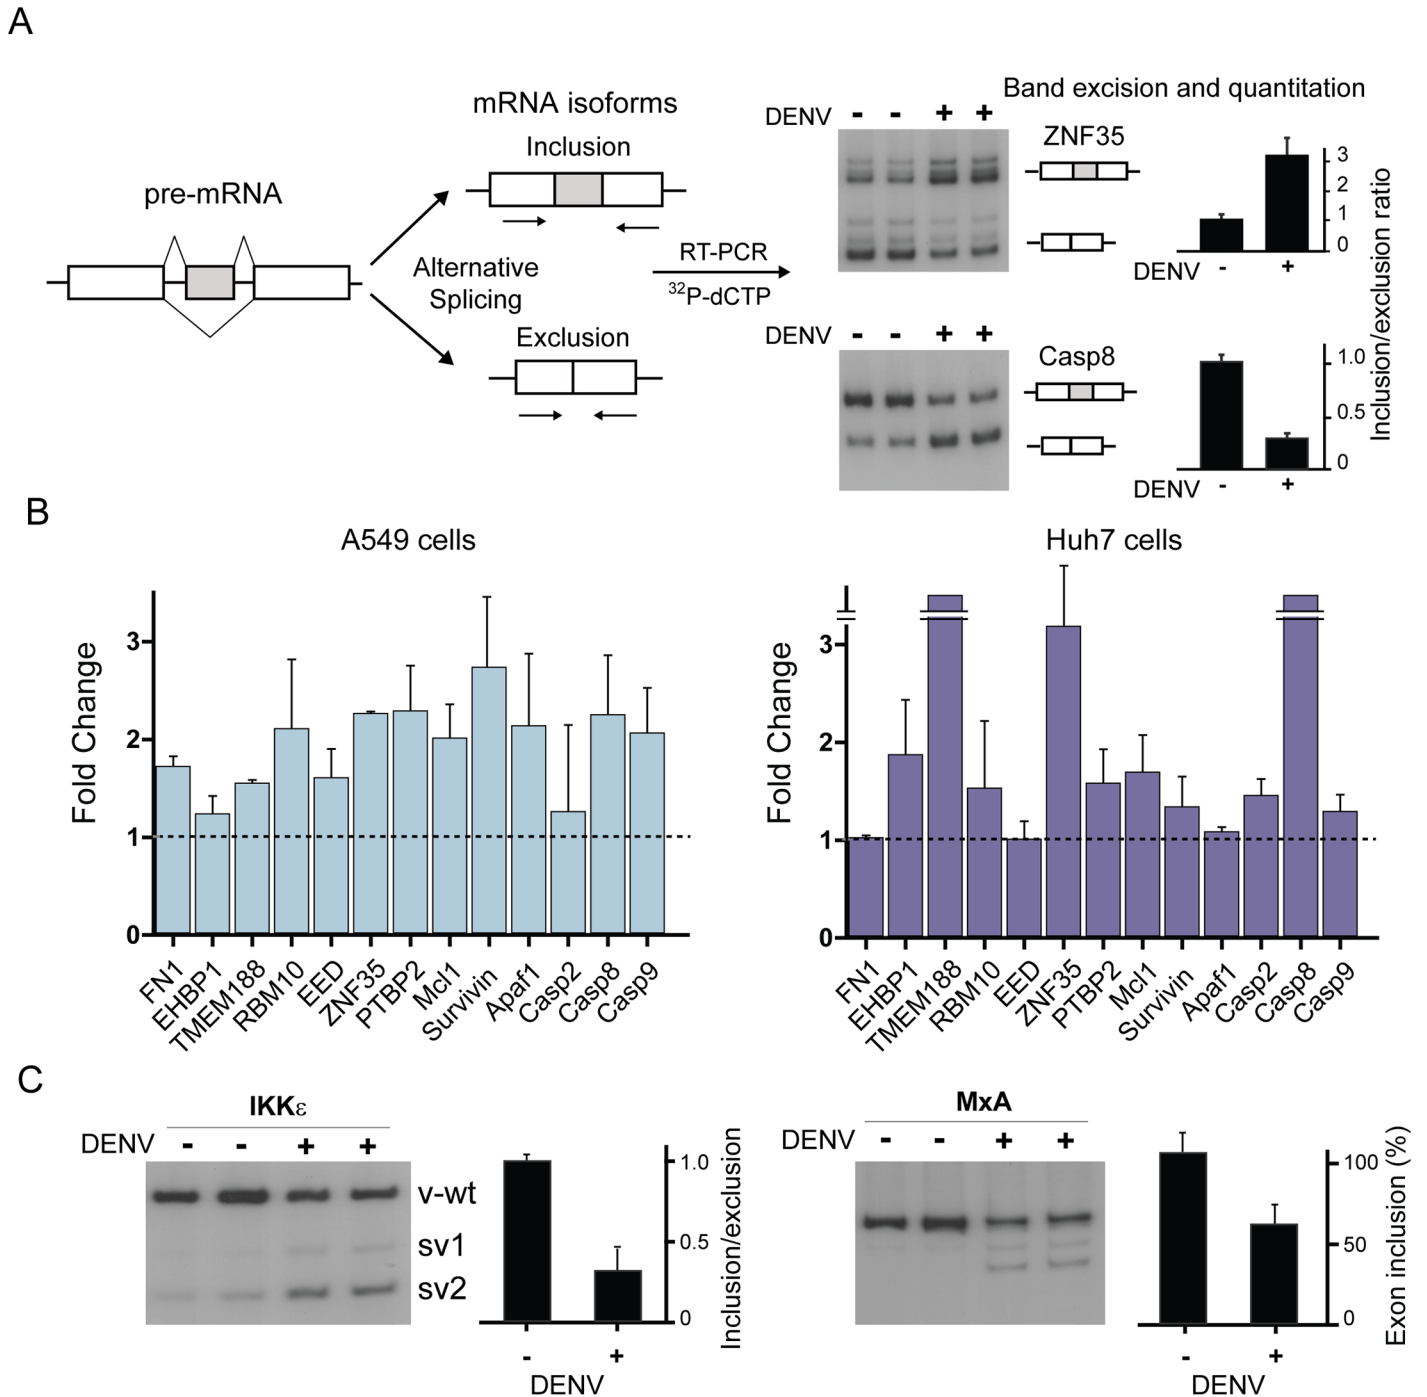 A
pre-mRNA
mRNA isoforms
Inclusion
Alternative
Splicing
Exclusion
RT-PCR
32P-dCTP
DENV - - + +
Band excision and quantitation
ZNF35
3
2
1
0
DENV - +
DENV - - + +
Casp8
1.0
0.5
0
DENV - +
Inclusion/exclusion ratio
B
A549 cells
Fold Change
3
2
1
0
FN1
EHBP1
TMEM188
RBM10
EED
ZNF35
PTBP2
Mcl1
Survivin
Apaf1
Casp2
Casp8
Casp9
Huh7 cells
Fold Change
3
2
1
0
FN1
EHBP1
TMEM188
RBM10
EED
ZNF35
PTBP2
Mcl1
Survivin
Apaf1
Casp2
Casp8
Casp9
C
IKKε
DENV - - + +
v-wt
sv1
sv2
1.0
0.5
0
Inclusion/exclusion
- +
DENV
MxA
DENV - - + +
100
50
0
Exon inclusion (%)
- +
DENV